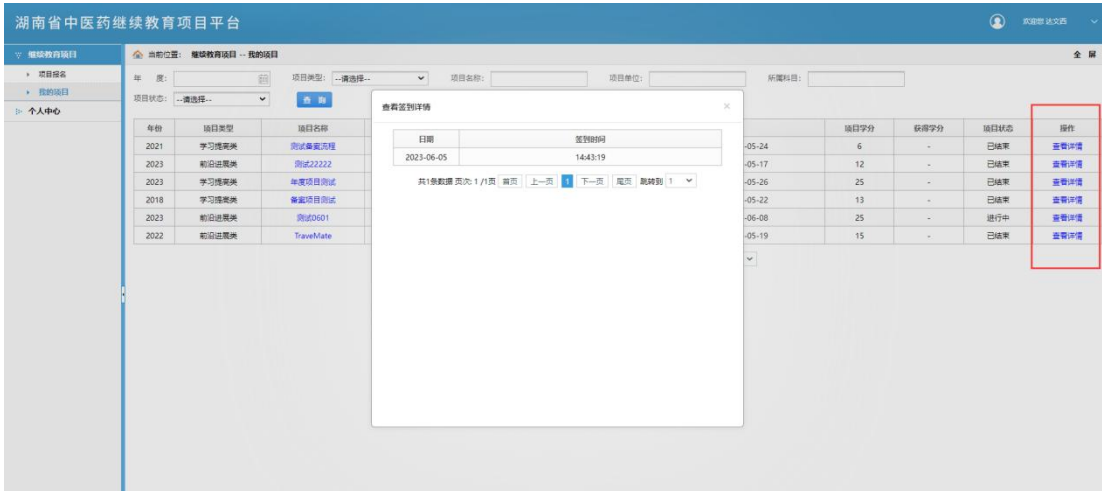 湖南省中医药继续教育项目平台
欢迎您 达文西
继续教育项目
项目报名
我的项目
个人中心
当前位置: 继续教育项目 -- 我的项目
全 屏
年 度: 项目类型: --请选择-- 项目名称: 项目单位: 所属科目:
项目状态: --请选择-- 查 询
年份 项目类型 项目名称 项目学分 获得学分 项目状态 操作
2021 学习提高类 测试备案流程 -05-24 6 - 已结束 查看详情
2023 前沿进展类 测试22222 -05-17 12 - 已结束 查看详情
2023 学习提高类 年度项目测试 -05-26 25 - 已结束 查看详情
2018 学习提高类 备案项目测试 -05-22 13 - 已结束 查看详情
2023 前沿进展类 测试0601 -06-08 25 - 进行中 查看详情
2022 前沿进展类 TraveMate -05-19 15 - 已结束 查看详情
查看签到详情 ×
日期 签到时间
2023-06-05 14:43:19
共1条数据 页次: 1 /1页 首页 上一页 1 下一页 尾页 跳转到 1